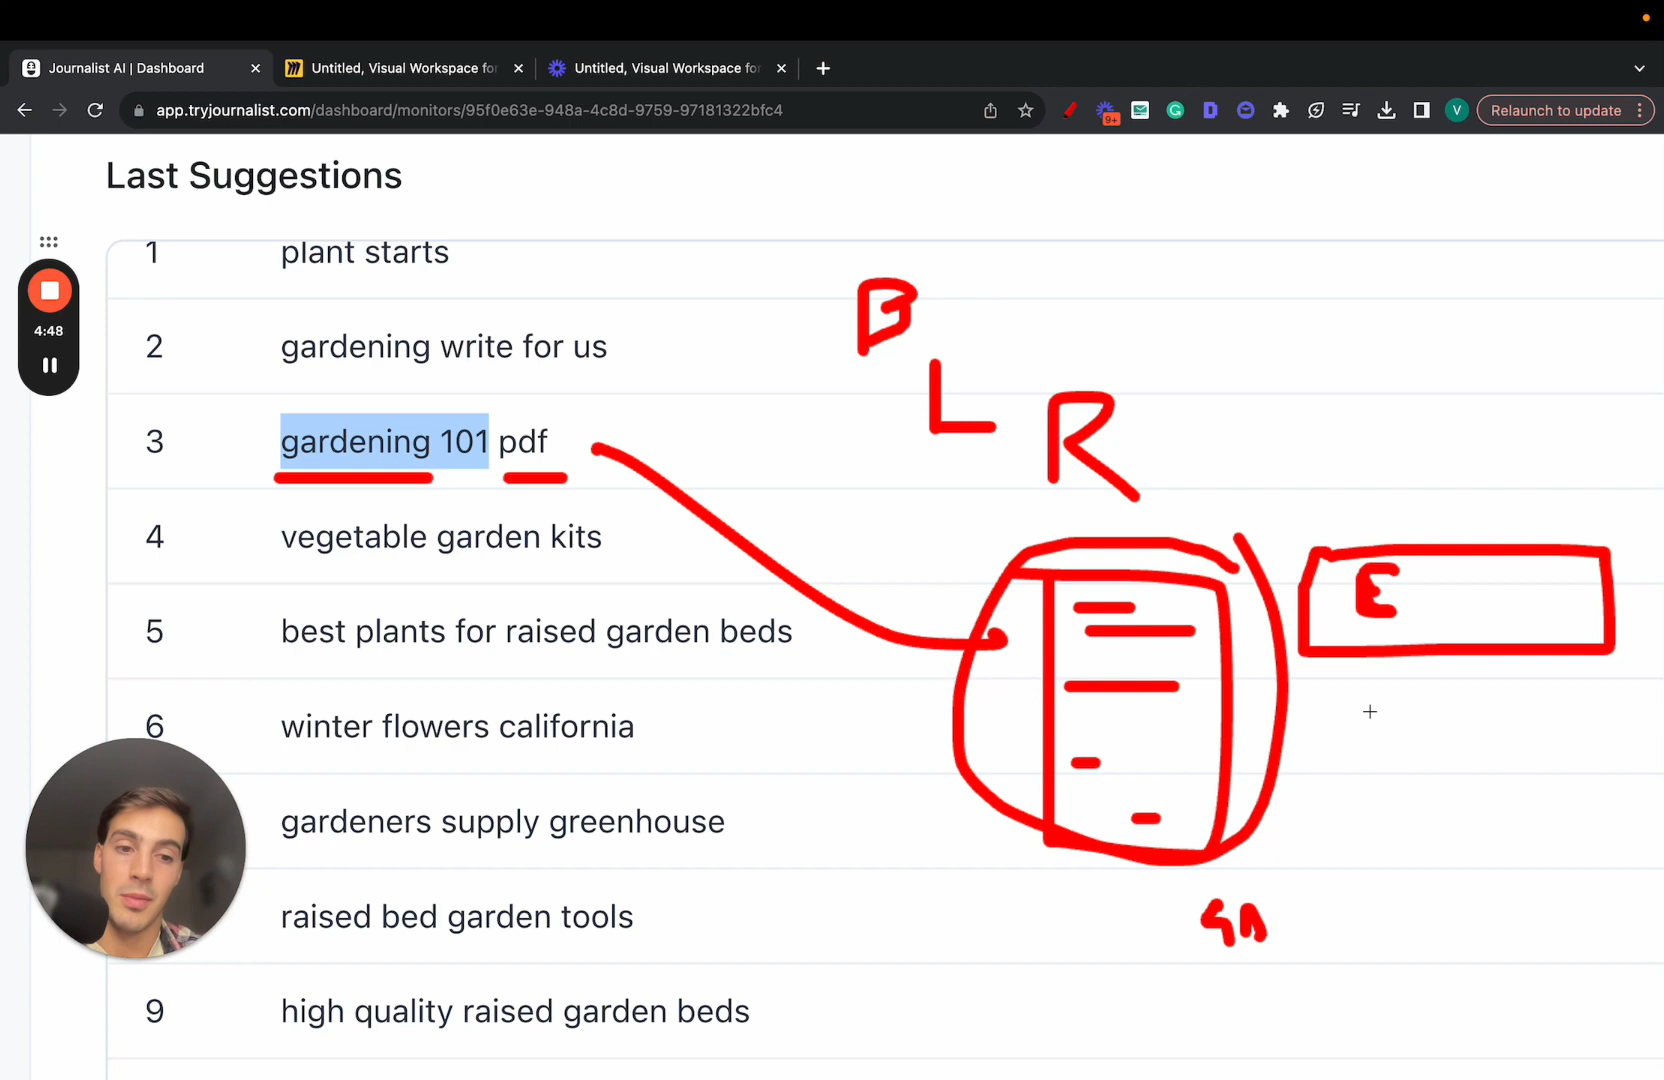 Journalist AI | Dashboard
Untitled, Visual Workspace for
Untitled, Visual Workspace for
app.tryjournalist.com/dashboard/monitors/95f0e63e-948a-4c8d-9759-97181322bfc4
9+
D
V
Relaunch to update
Last Suggestions
1 plant starts
2 gardening write for us
3 gardening 101 pdf
4 vegetable garden kits
5 best plants for raised garden beds
6 winter flowers california
gardeners supply greenhouse
raised bed garden tools
9 high quality raised garden beds
4:48
B
L
R
E